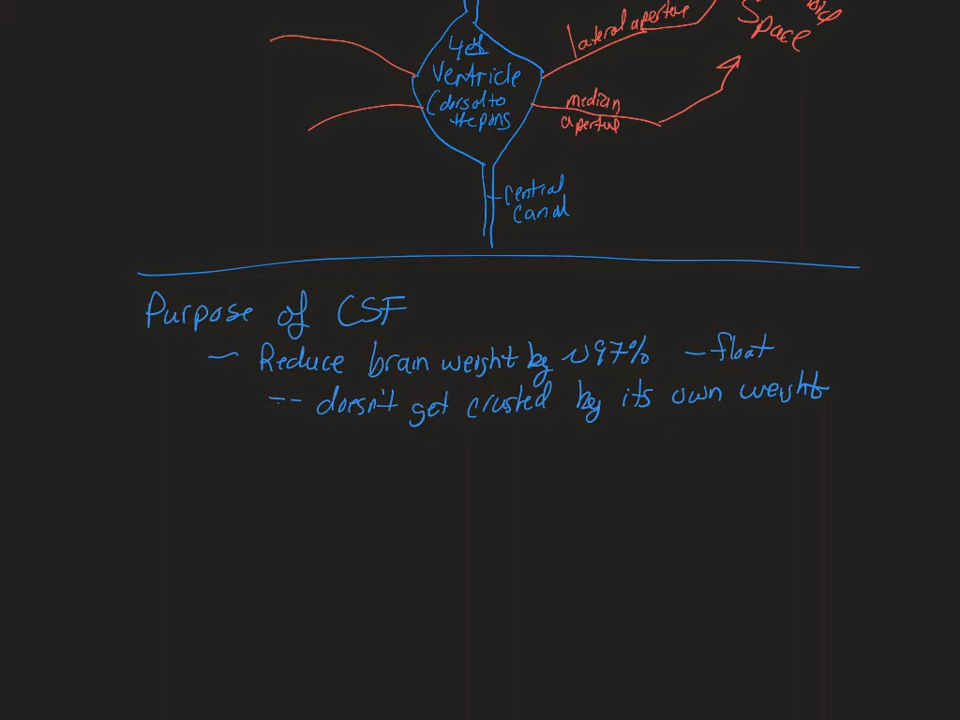 lateral aperture
Space
4th
Ventricle
(dorsal to
the pons
median
apertue
central
canal
Purpose of CSF
— Reduce brain weight by ~97% – float
-- doesn't get crusted by its own weight